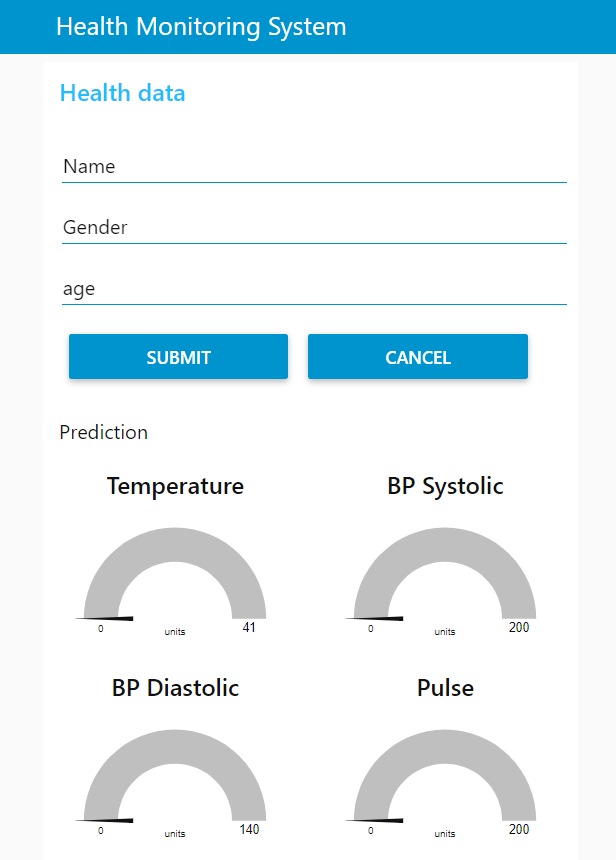 Health Monitoring System
Health data
Name
Gender
age
SUBMIT CANCEL
Prediction
Temperature BP Systolic
0 units 41 0 units 200
BP Diastolic Pulse
0 units 140 0 units 200